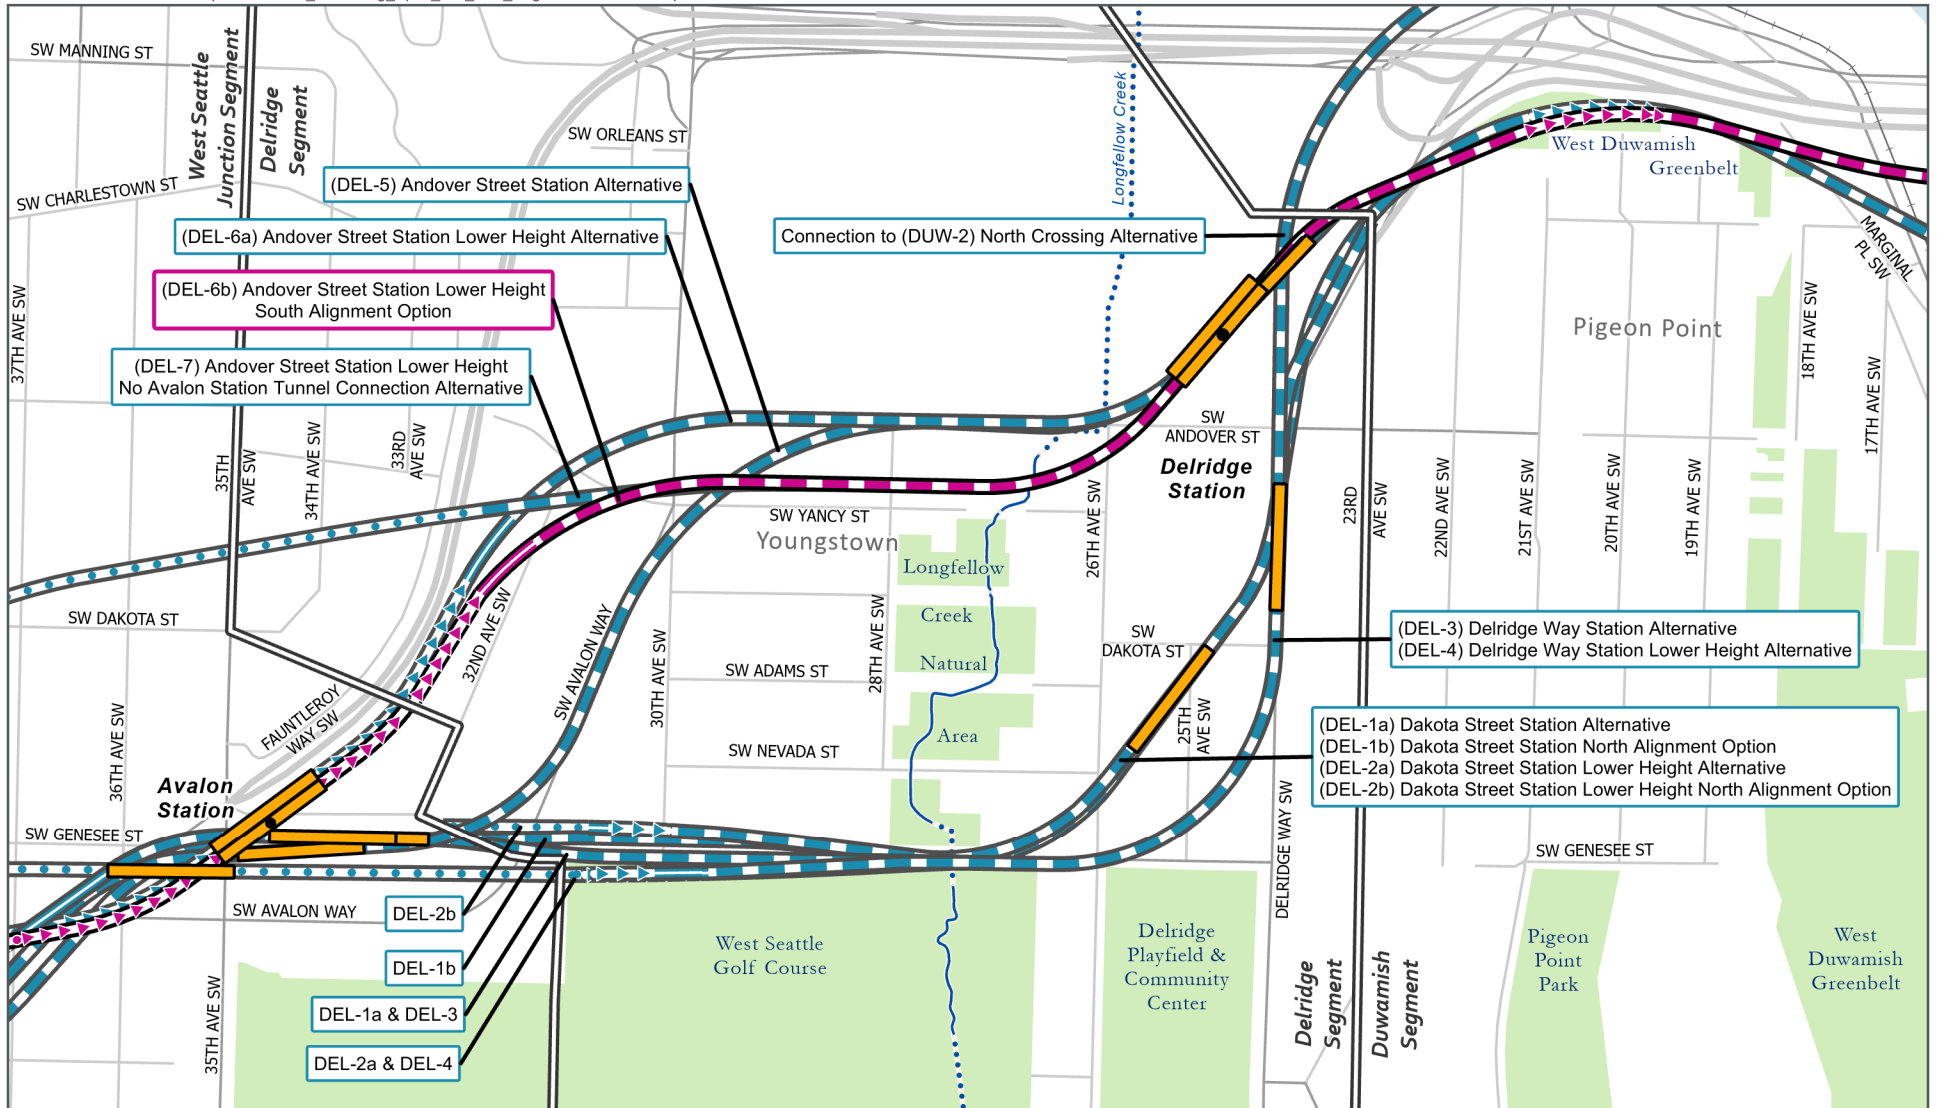 SW MANNING ST
West Seattle
Junction Segment
Delridge
Segment
SW ORLEANS ST
Longfellow Creek
West Duwamish
Greenbelt
SW CHARLESTOWN ST
(DEL-5) Andover Street Station Alternative
(DEL-6a) Andover Street Station Lower Height Alternative
Connection to (DUW-2) North Crossing Alternative
MARGINAL
PL SW
(DEL-6b) Andover Street Station Lower Height
South Alignment Option
Pigeon Point
37TH AVE SW
18TH AVE SW
(DEL-7) Andover Street Station Lower Height
No Avalon Station Tunnel Connection Alternative
17TH AVE SW
SW
ANDOVER ST
Delridge
Station
35TH
AVE SW
34TH AVE SW
33RD
AVE SW
26TH AVE SW
23RD
AVE SW
22ND AVE SW
21ST AVE SW
20TH AVE SW
19TH AVE SW
SW YANCY ST
Youngstown
Longfellow
Creek
Natural
Area
SW DAKOTA ST
32ND AVE SW
SW AVALON WAY
30TH AVE SW
28TH AVE SW
SW ADAMS ST
SW
DAKOTA ST
(DEL-3) Delridge Way Station Alternative
(DEL-4) Delridge Way Station Lower Height Alternative
FAUNTLEROY
WAY SW
36TH AVE SW
SW NEVADA ST
25TH
AVE SW
(DEL-1a) Dakota Street Station Alternative
(DEL-1b) Dakota Street Station North Alignment Option
(DEL-2a) Dakota Street Station Lower Height Alternative
(DEL-2b) Dakota Street Station Lower Height North Alignment Option
Avalon
Station
SW GENESEE ST
DELRIDGE WAY SW
SW GENESEE ST
SW AVALON WAY
DEL-2b
DEL-1b
DEL-1a & DEL-3
DEL-2a & DEL-4
35TH AVE SW
West Seattle
Golf Course
Delridge
Playfield &
Community
Center
Delridge
Segment
Duwamish
Segment
Pigeon
Point
Park
West
Duwamish
Greenbelt